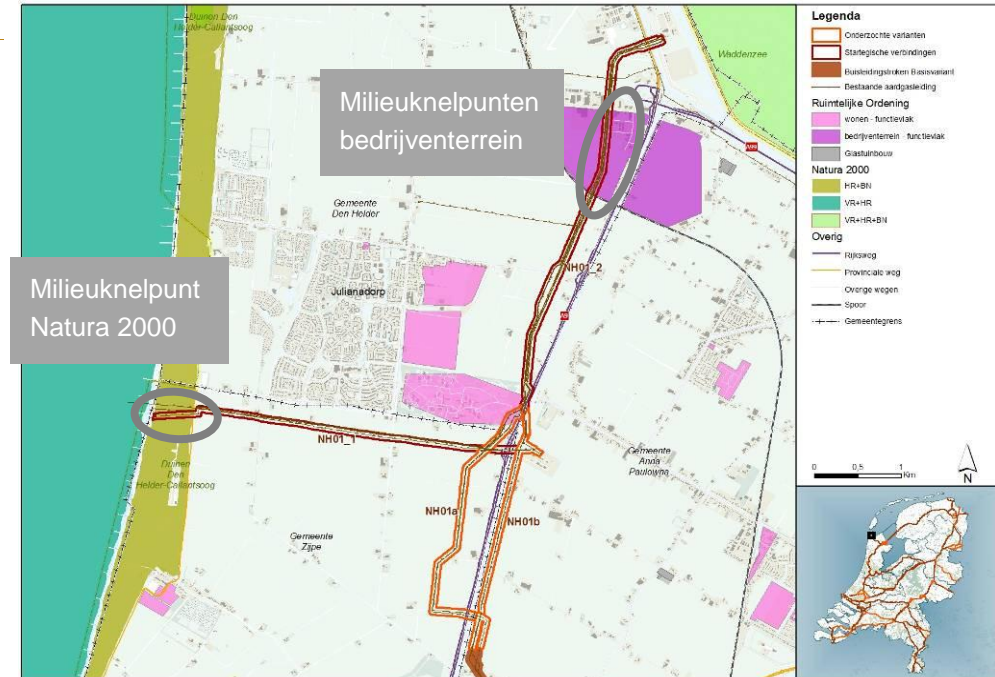 Duinen Den
Helder-Callantsoog
Waddenzee
Milieuknelpunten
bedrijventerrein
Gemeente
Den Helder
NH01_2
Julianadorp
Milieuknelpunt
Natura 2000
NH01_1
Duinen
Den
Helder-Callantsoog
Gemeente
Anna
Paulowna
NH01a
NH01b
Gemeente
Zijpe
Legenda
Onderzochte varianten
Startegische verbindingen
Buisleidingstroken Basisvariant
Bestaande aardgasleiding
Ruimtelijke Ordening
wonen - functievlak
bedrijventerrein - functievlak
Glastuinbouw
Natura 2000
HR+BN
VR+HR
VR+HR+BN
Overig
Rijksweg
Provinciale weg
Overige wegen
Spoor
Gemeentegrens
0 0,5 1
Km
N